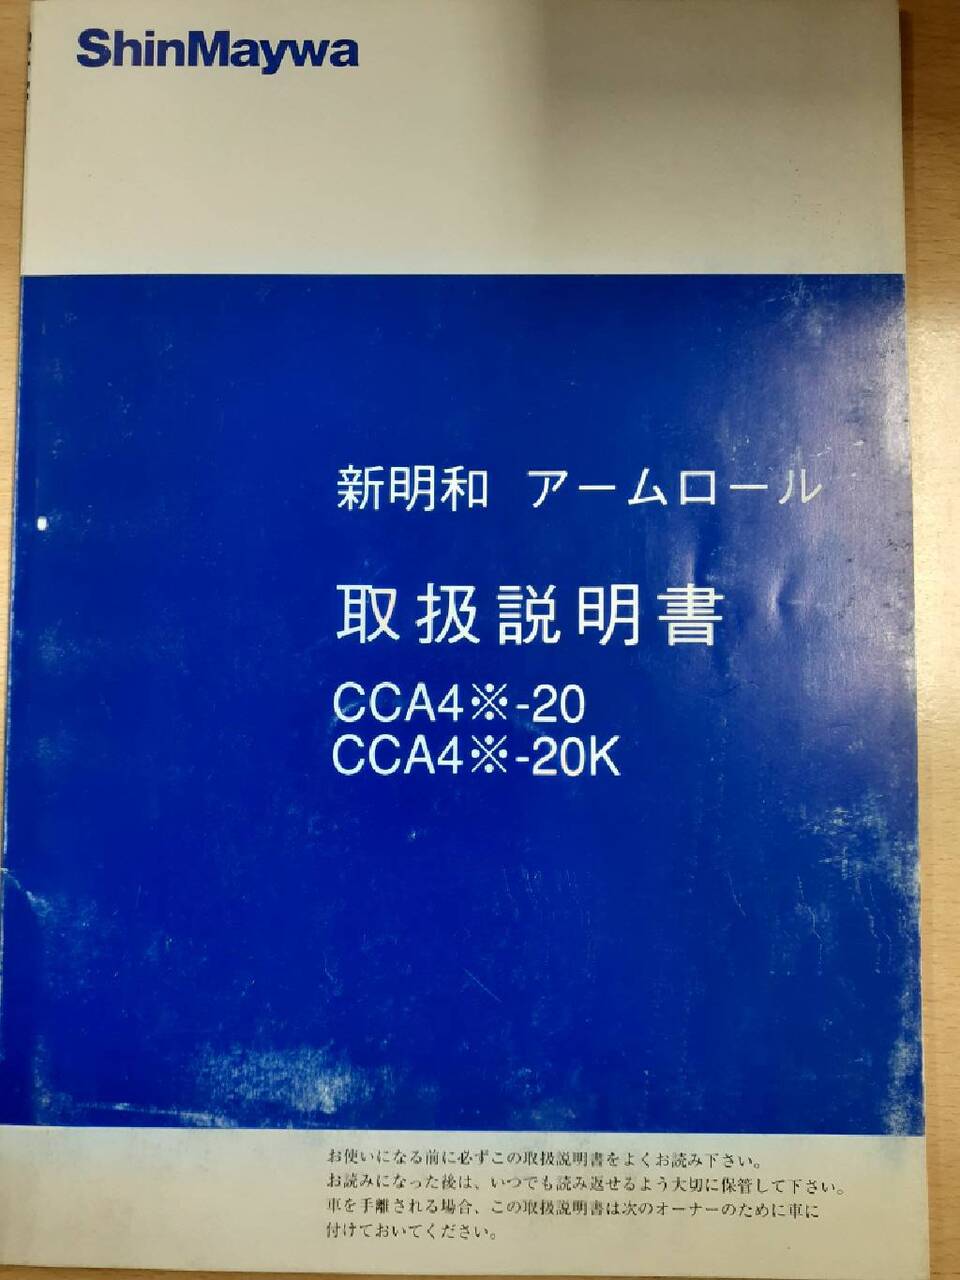 ShinMaywa
新明和 アームロール
取扱説明書
CCA4※-20
CCA4※-20K
お使いになる前に必ずこの取扱説明書をよくお読み下さい。
お読みになった後は、いつでも読み返せるよう大切に保管して下さい。
車を手離される場合、この取扱説明書は次のオーナーのために車に
付けておいてください。